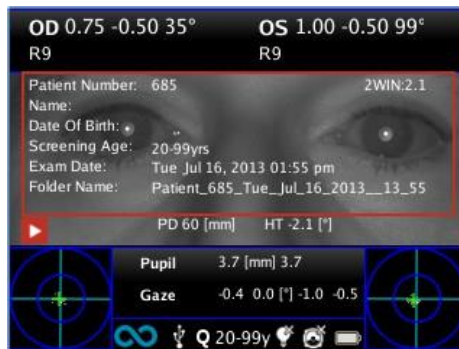 OD 0.75 -0.50 35° OS 1.00 -0.50 99°
R9 R9
Patient Number: 685 2WIN:2.1
Name:
Date Of Birth:
Screening Age: 20-99yrs
Exam Date: Tue Jul 16, 2013 01:55 pm
Folder Name: Patient_685_Tue_Jul_16_2013__13_55
PD 60 [mm] HT -2.1 [°]
Pupil 3.7 [mm] 3.7
Gaze -0.4 0.0 [°] -1.0 -0.5
Q 20-99y